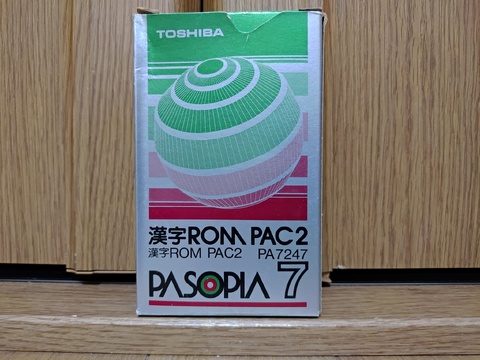 TOSHIBA
漢字ROM PAC2
漢字ROM PAC2 PA7247
PASOPIA 7